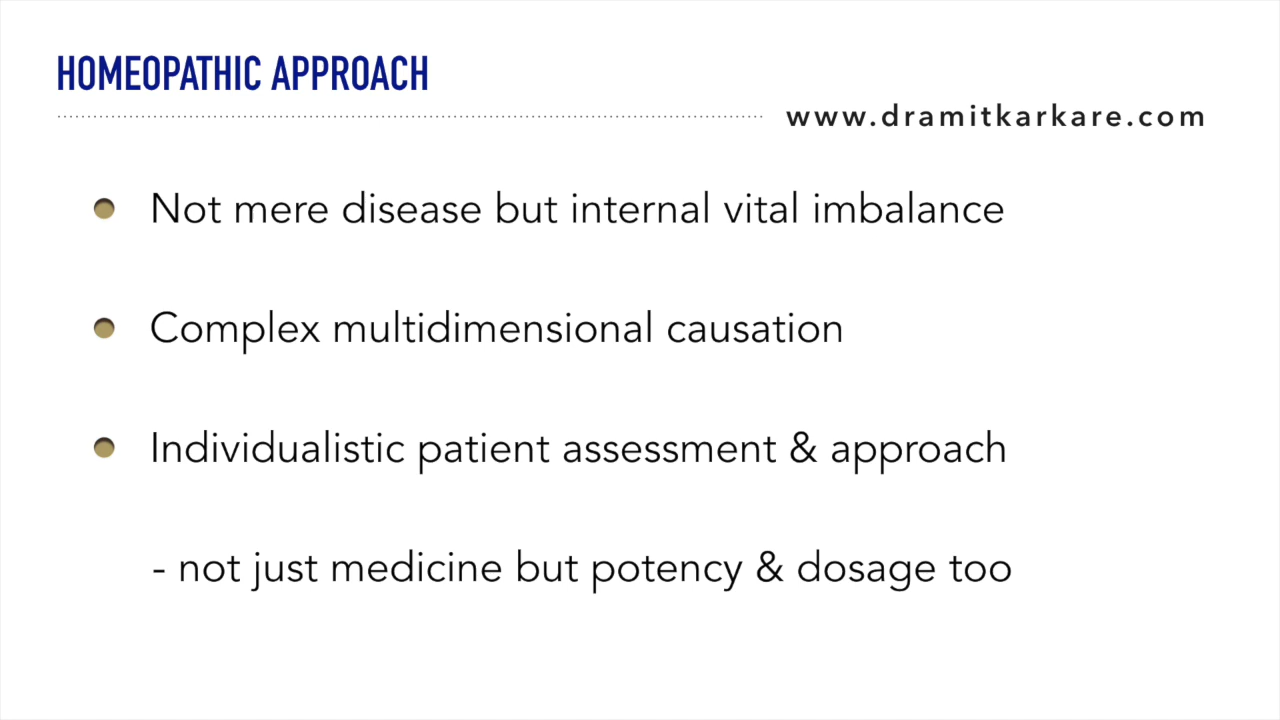 HOMEOPATHIC APPROACH
www.dramitkarkare.com
Not mere disease but internal vital imbalance
Complex multidimensional causation
Individualistic patient assessment & approach
- not just medicine but potency & dosage too